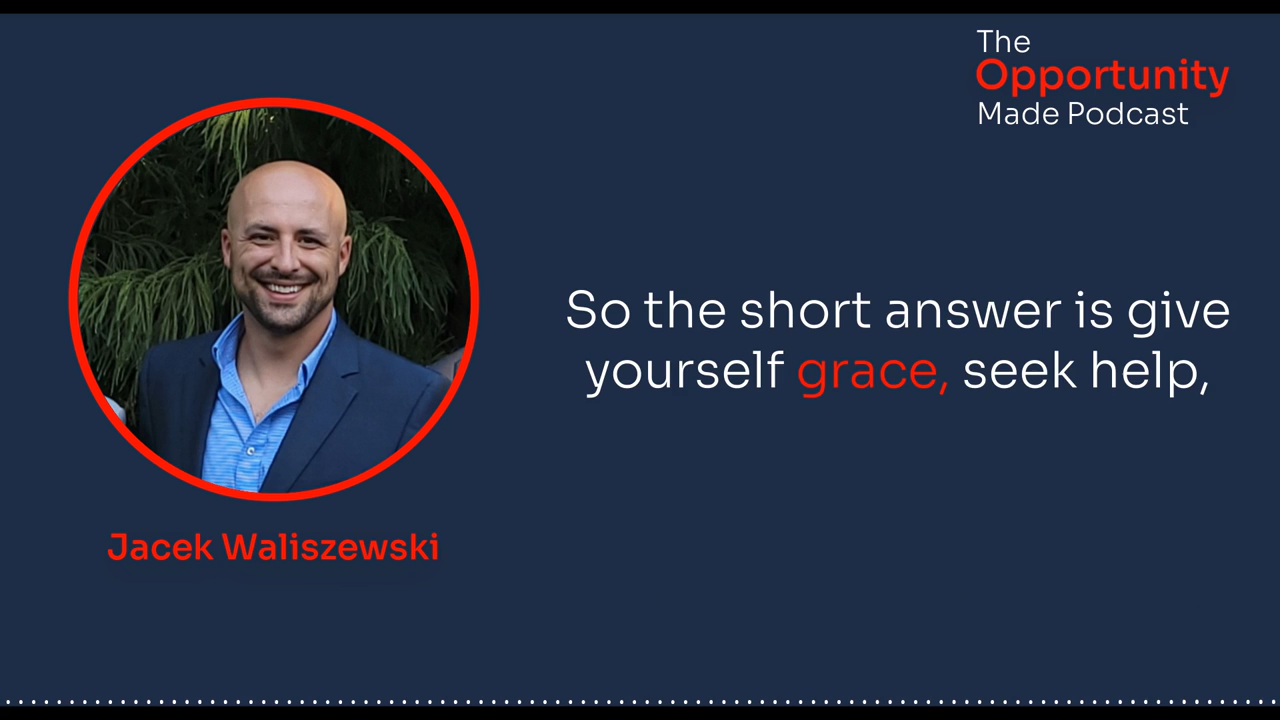 The
Opportunity
Made Podcast
So the short answer is give
yourself grace, seek help,
Jacek Waliszewski